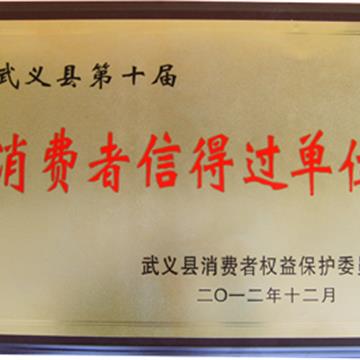 武义县第十届
消费者信得过单位
武义县消费者权益保护委员
二〇一二年十二月